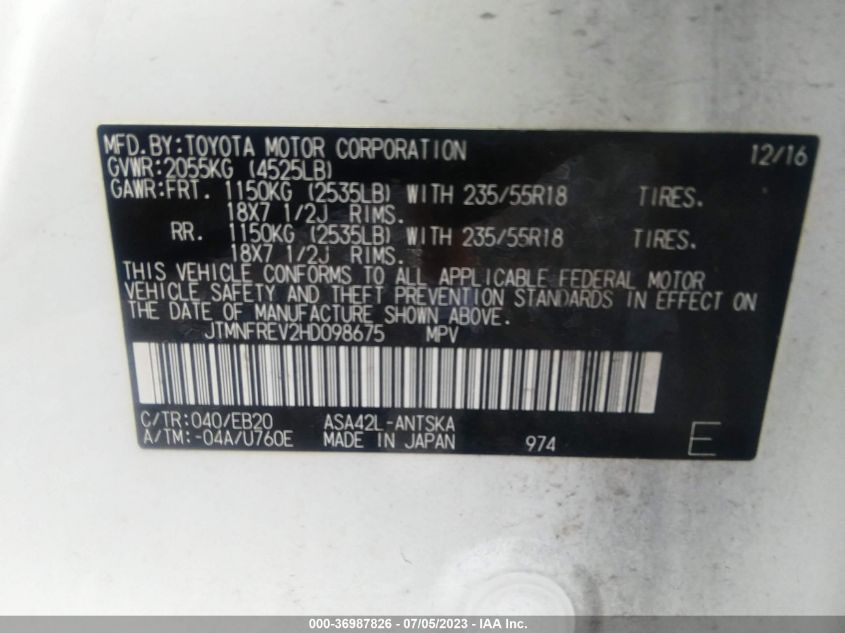 MFD.BY:TOYOTA MOTOR CORPORATION 12/16
GVWR:2055KG (4525LB)
GAWR:FRT. 1150KG (2535LB) WITH 235/55R18 TIRES.
18X7 1/2J RIMS.
RR. 1150KG (2535LB) WITH 235/55R18 TIRES.
18X7 1/2J RIMS.
THIS VEHICLE CONFORMS TO ALL APPLICABLE FEDERAL MOTOR
VEHICLE SAFETY AND THEFT PREVENTION STANDARDS IN EFFECT ON
THE DATE OF MANUFACTURE SHOWN ABOVE.
JTMNFREV2HD098675 MPV
C/TR:040/EB20 ASA42L-ANTSKA
A/TM:-04A/U760E MADE IN JAPAN 974 E
000-36987826 - 07/05/2023 - IAA Inc.